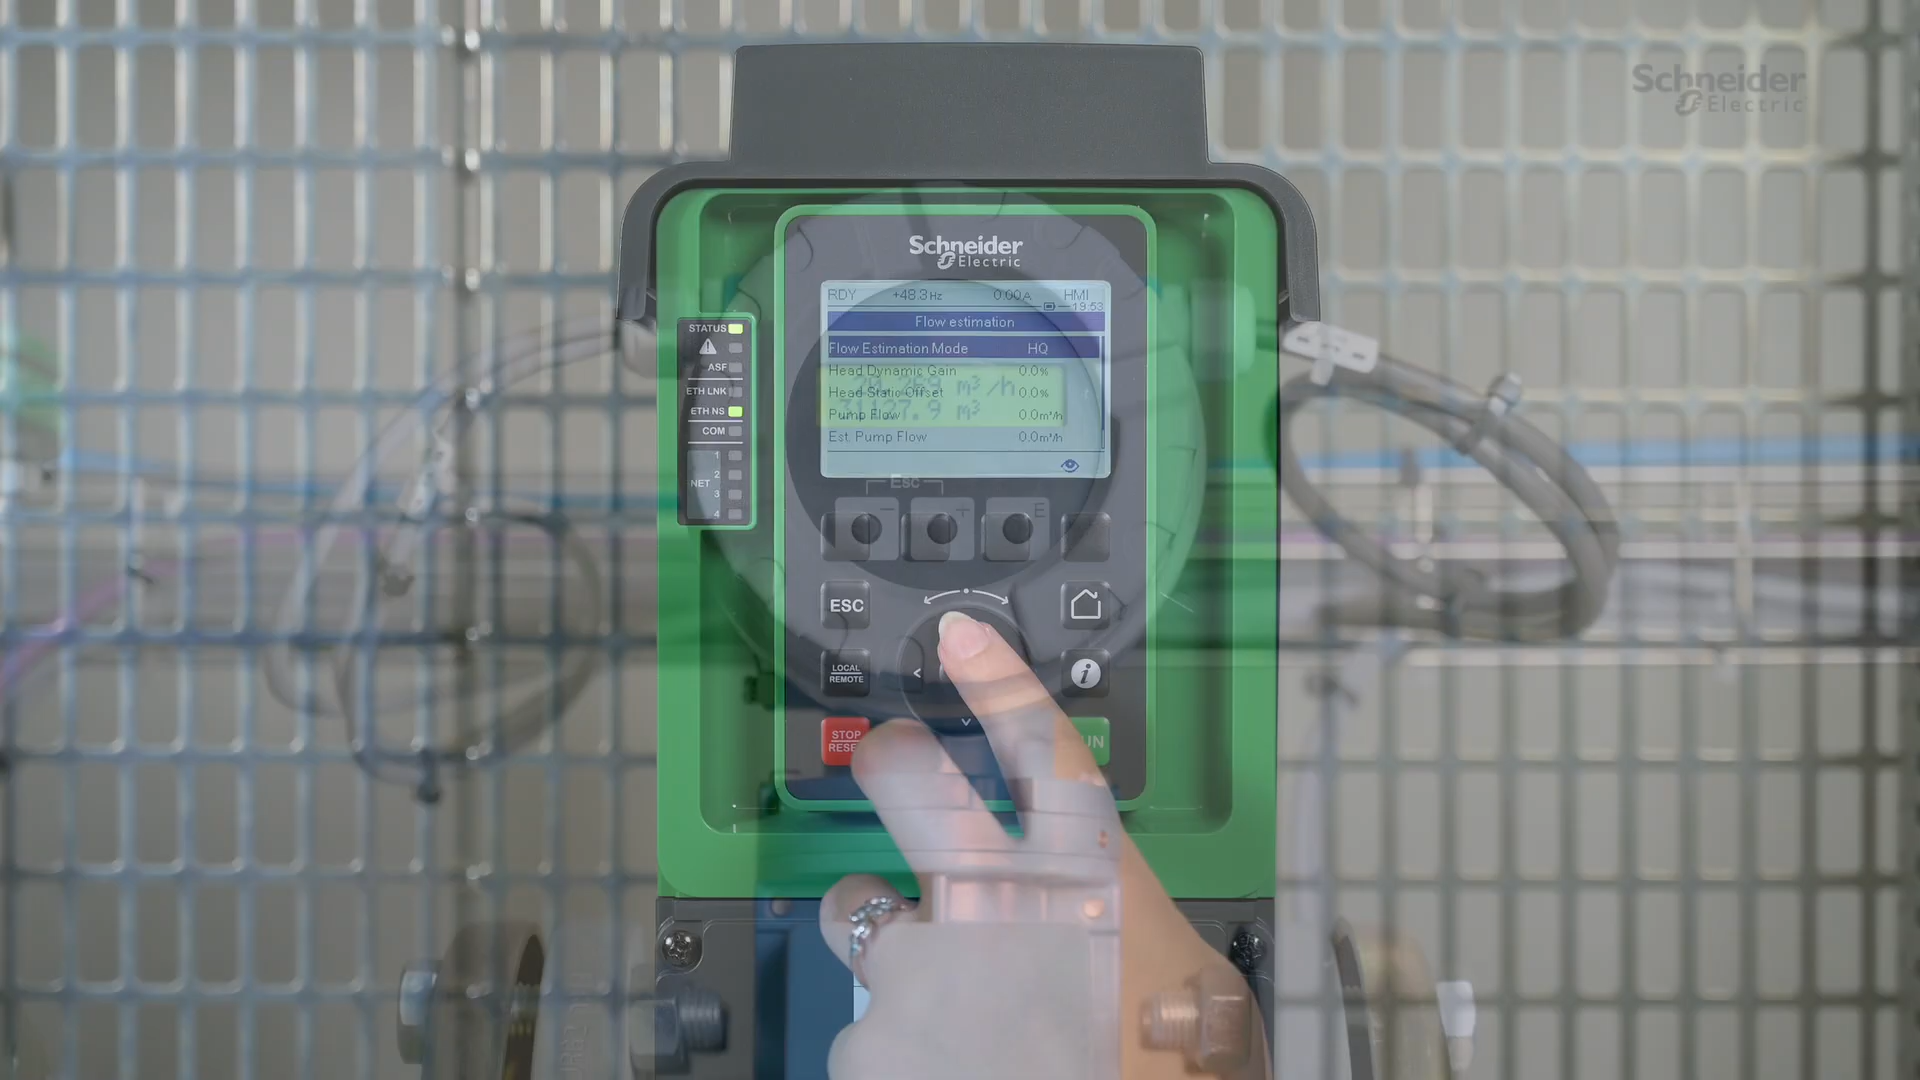 Schneider
Electric
Schneider
Electric
RDY +48.3Hz 0.00A HMI
19:53
Flow estimation
Flow Estimation Mode HQ
Head Dynamic Gain 0.0%
Head Static Offset 0.0%
Pump Flow 0.0m³/h
Est. Pump Flow 0.0m³/h
m³/h
m³
STATUS
ASF
ETH LNK
ETH NS
COM
NET
1
2
3
4
Esc
- + E
ESC
LOCAL
REMOTE
i
STOP